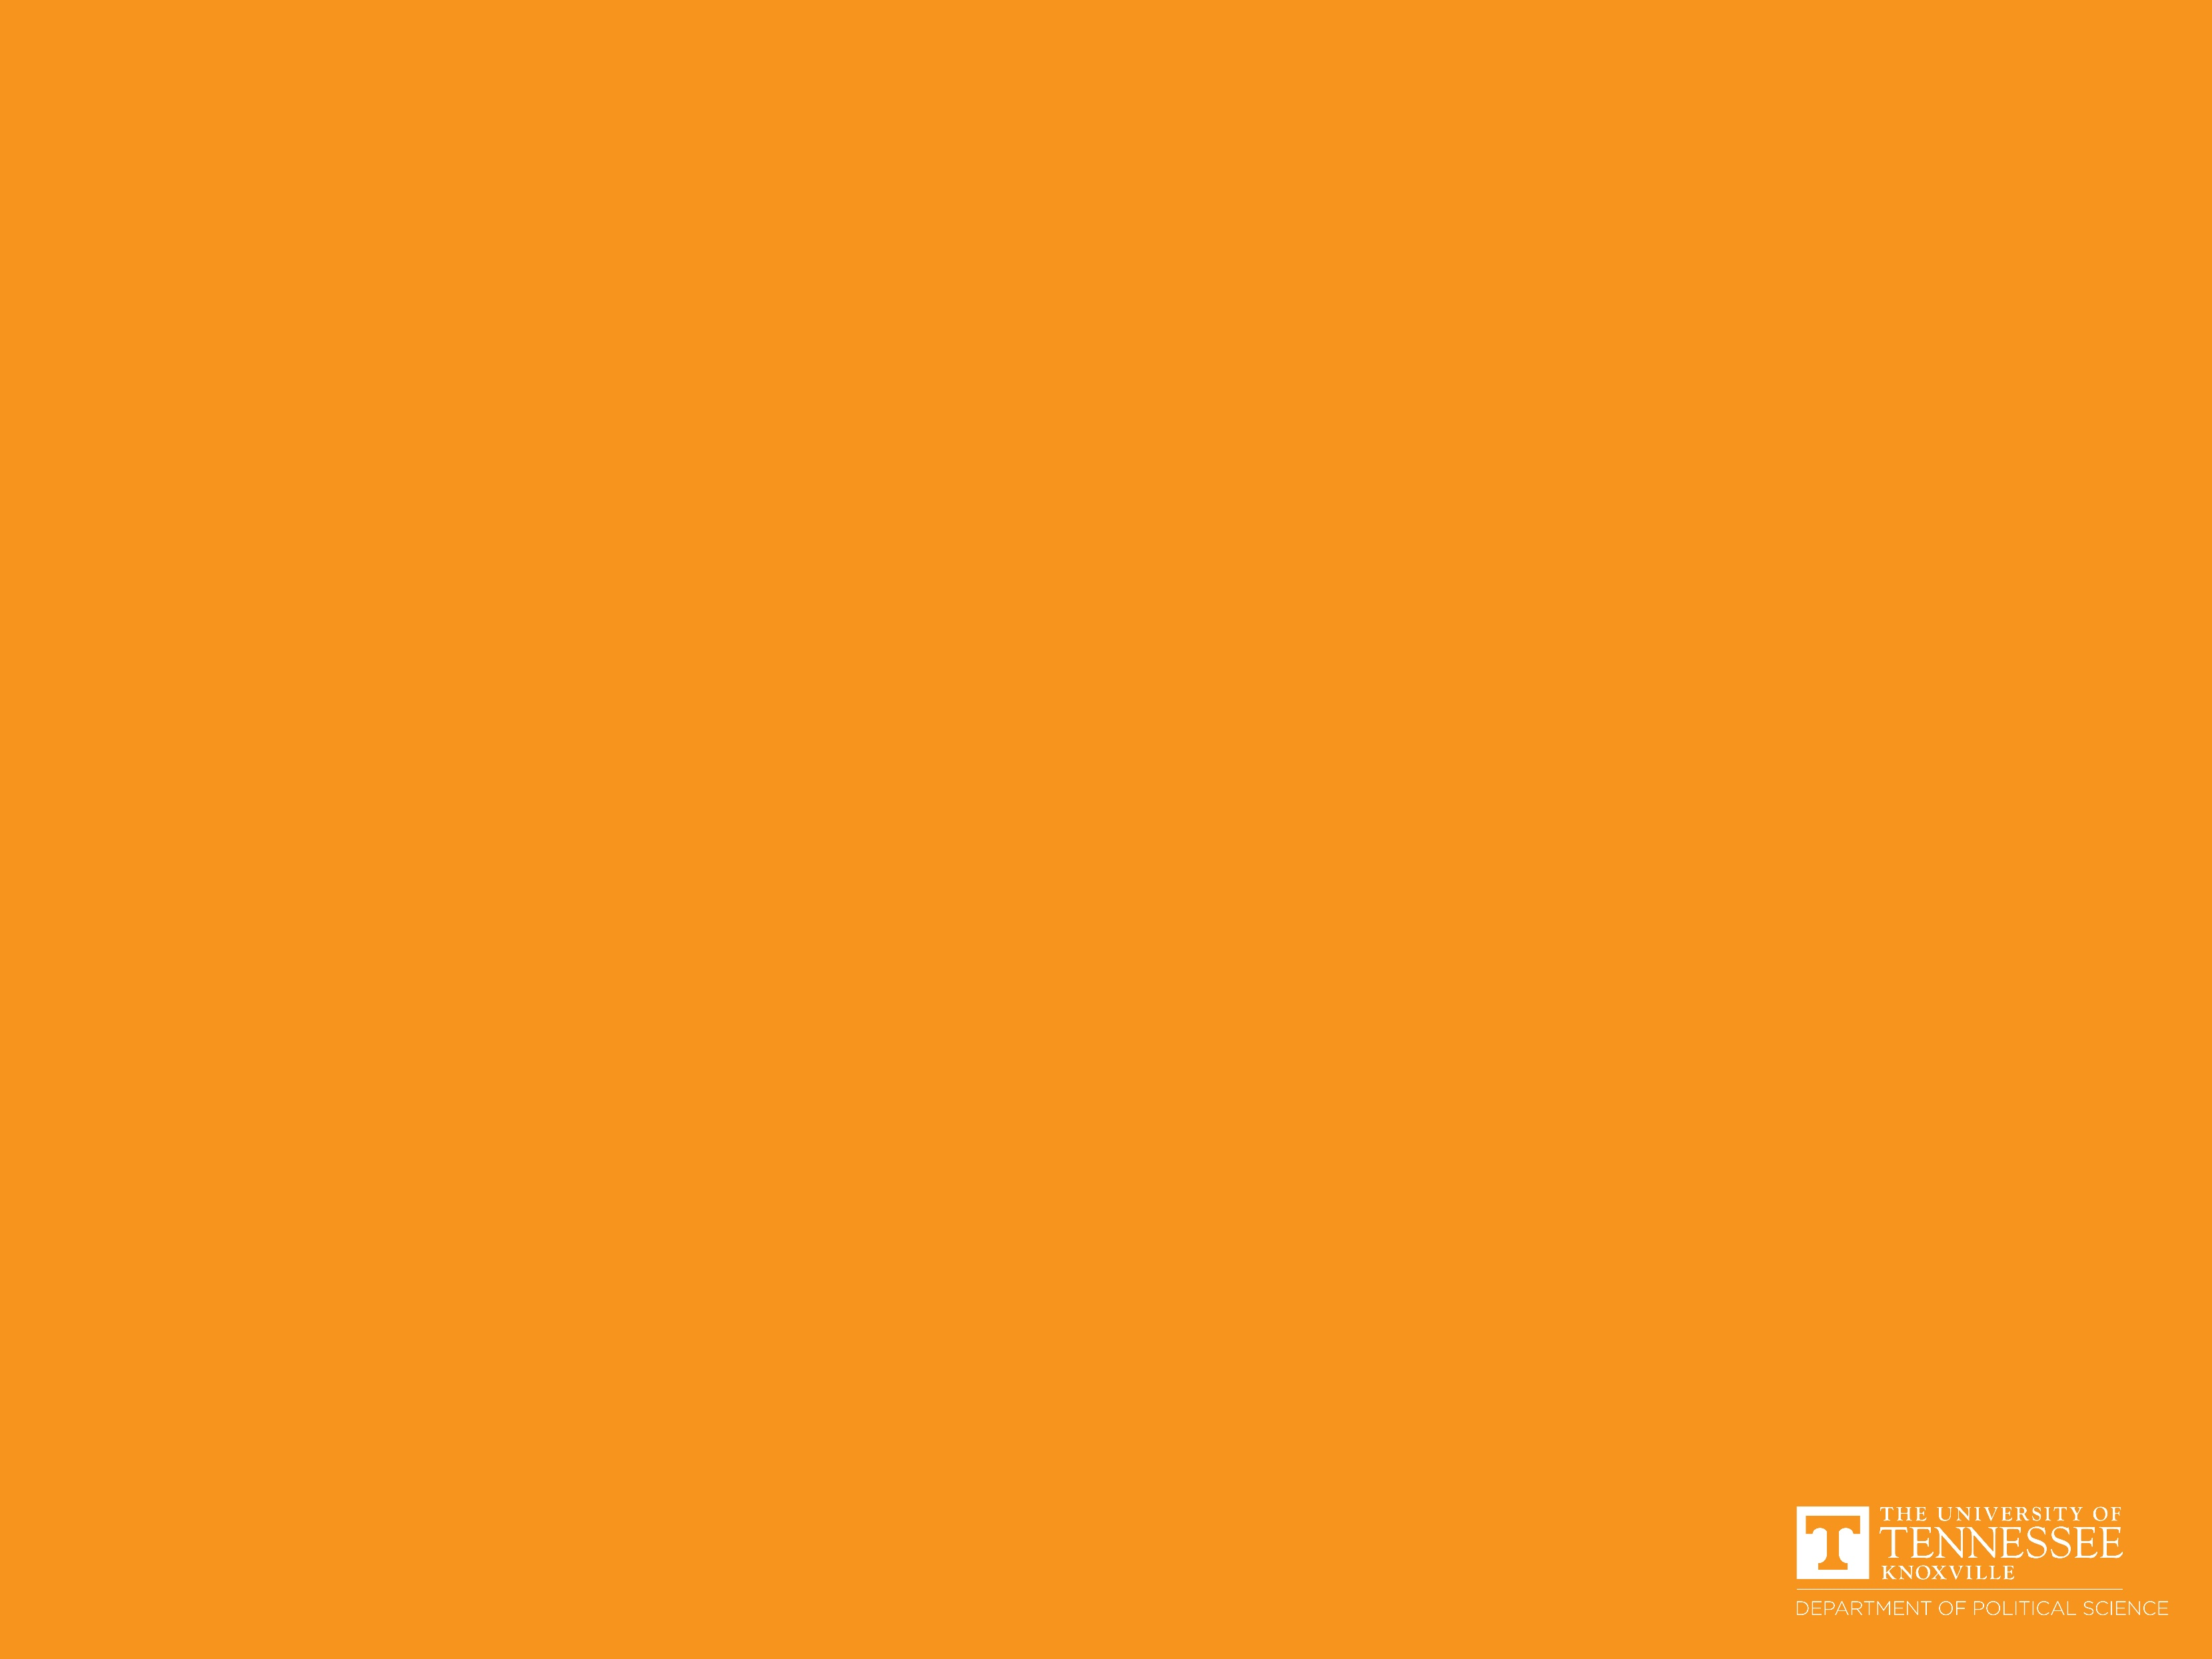 THE UNIVERSITY OF
TENNESSEE
KNOXVILLE
DEPARTMENT OF POLITICAL SCIENCE